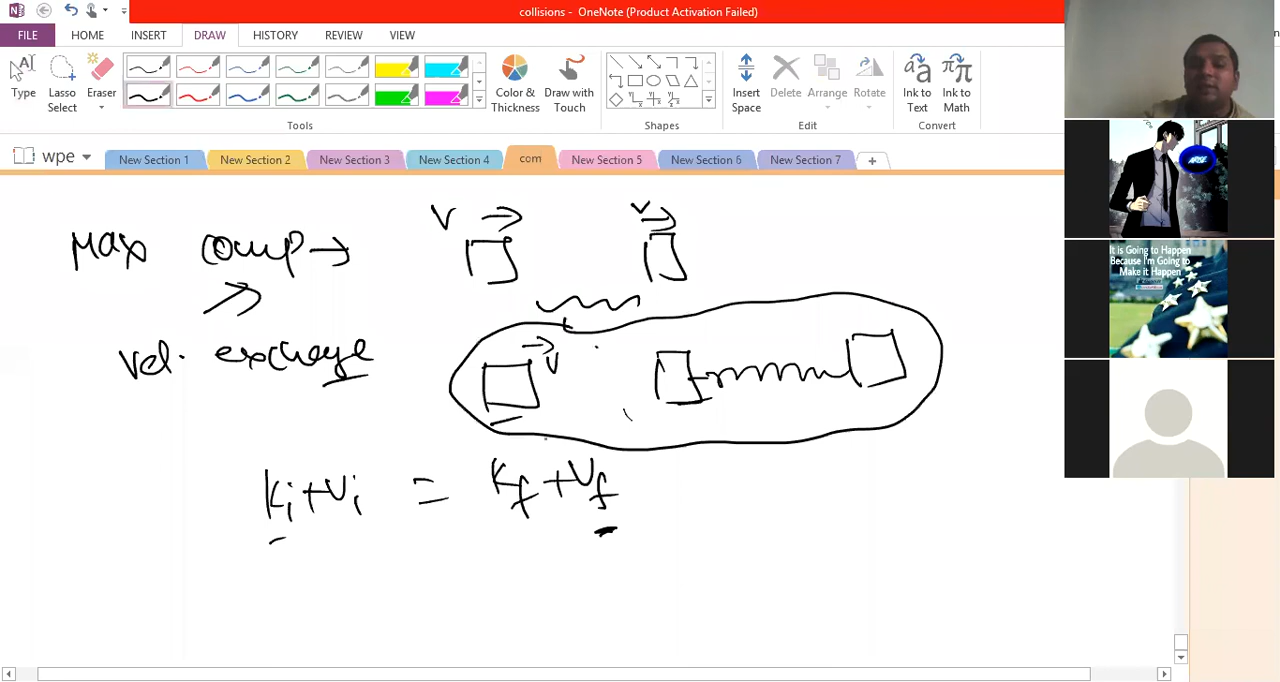 collisions - OneNote (Product Activation Failed)
FILE HOME INSERT DRAW HISTORY REVIEW VIEW
Type Lasso Select Eraser Color & Thickness Draw with Touch Insert Space Delete Arrange Rotate Ink to Text Ink to Math
Tools Shapes Edit Convert
wpe New Section 1 New Section 2 New Section 3 New Section 4 com New Section 5 New Section 6 New Section 7
V V
Max comp →
vel. exchange
V
Ki + Ui = Kf + Uf
ARSE
It is Going to Happen
Because I'm Going to
Make it Happen